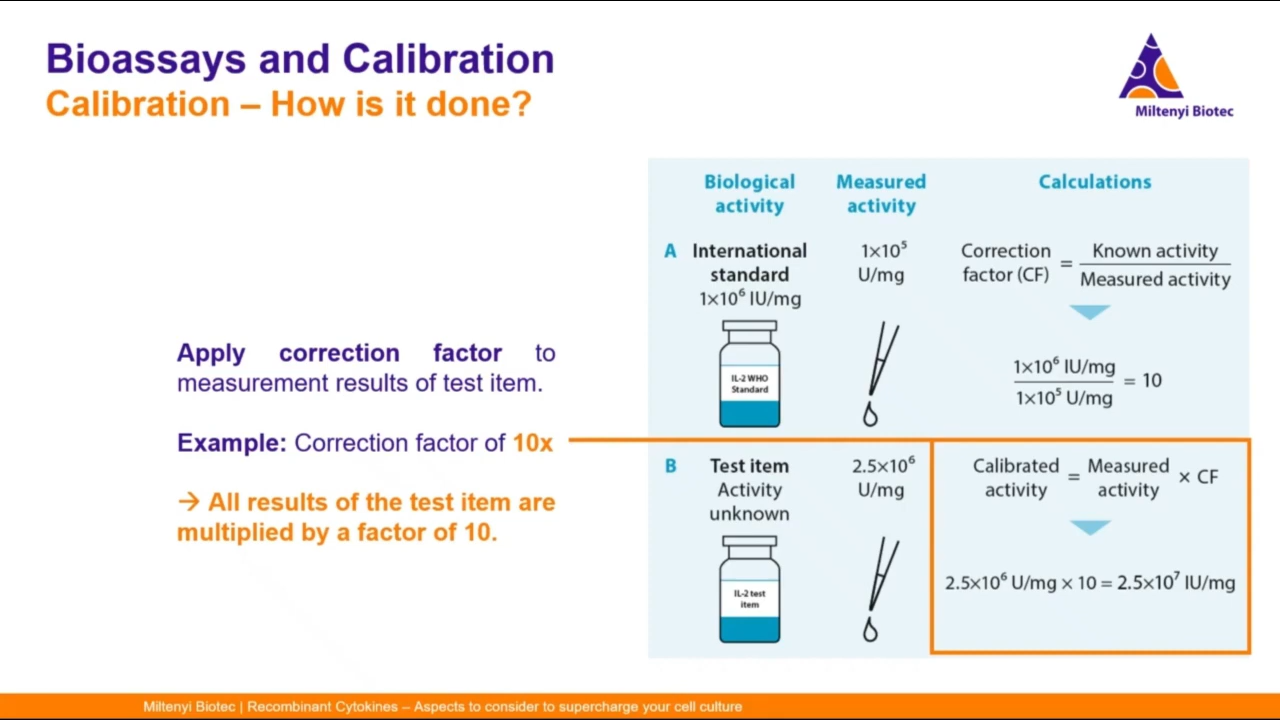 Bioassays and Calibration
Calibration – How is it done?
Miltenyi Biotec
Apply correction factor to
measurement results of test item.
Example: Correction factor of 10x
→ All results of the test item are
multiplied by a factor of 10.
Biological
activity
Measured
activity
Calculations
A International
standard
1×10⁶ IU/mg
1×10⁵
U/mg
Correction
factor (CF)
=
Known activity
Measured activity
IL-2 WHO
Standard
1×10⁶ IU/mg
1×10⁵ U/mg
= 10
B Test item
Activity
unknown
2.5×10⁶
U/mg
Calibrated
activity
=
Measured
activity
× CF
IL-2 test
item
2.5×10⁶ U/mg × 10 = 2.5×10⁷ IU/mg
Miltenyi Biotec | Recombinant Cytokines – Aspects to consider to supercharge your cell culture